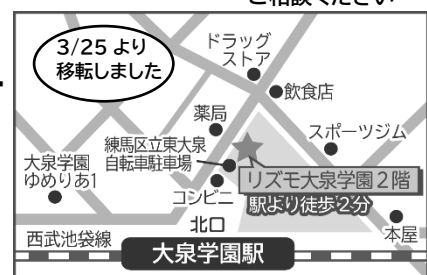 ご相談ください
3/25 より
移転しました
ドラッグ
ストア
飲食店
薬局
スポーツジム
練馬区立東大泉
自転車駐車場
大泉学園
ゆめりあ1
リズモ大泉学園2階
コンビニ
駅より徒歩2分
北口
本屋
西武池袋線
大泉学園駅